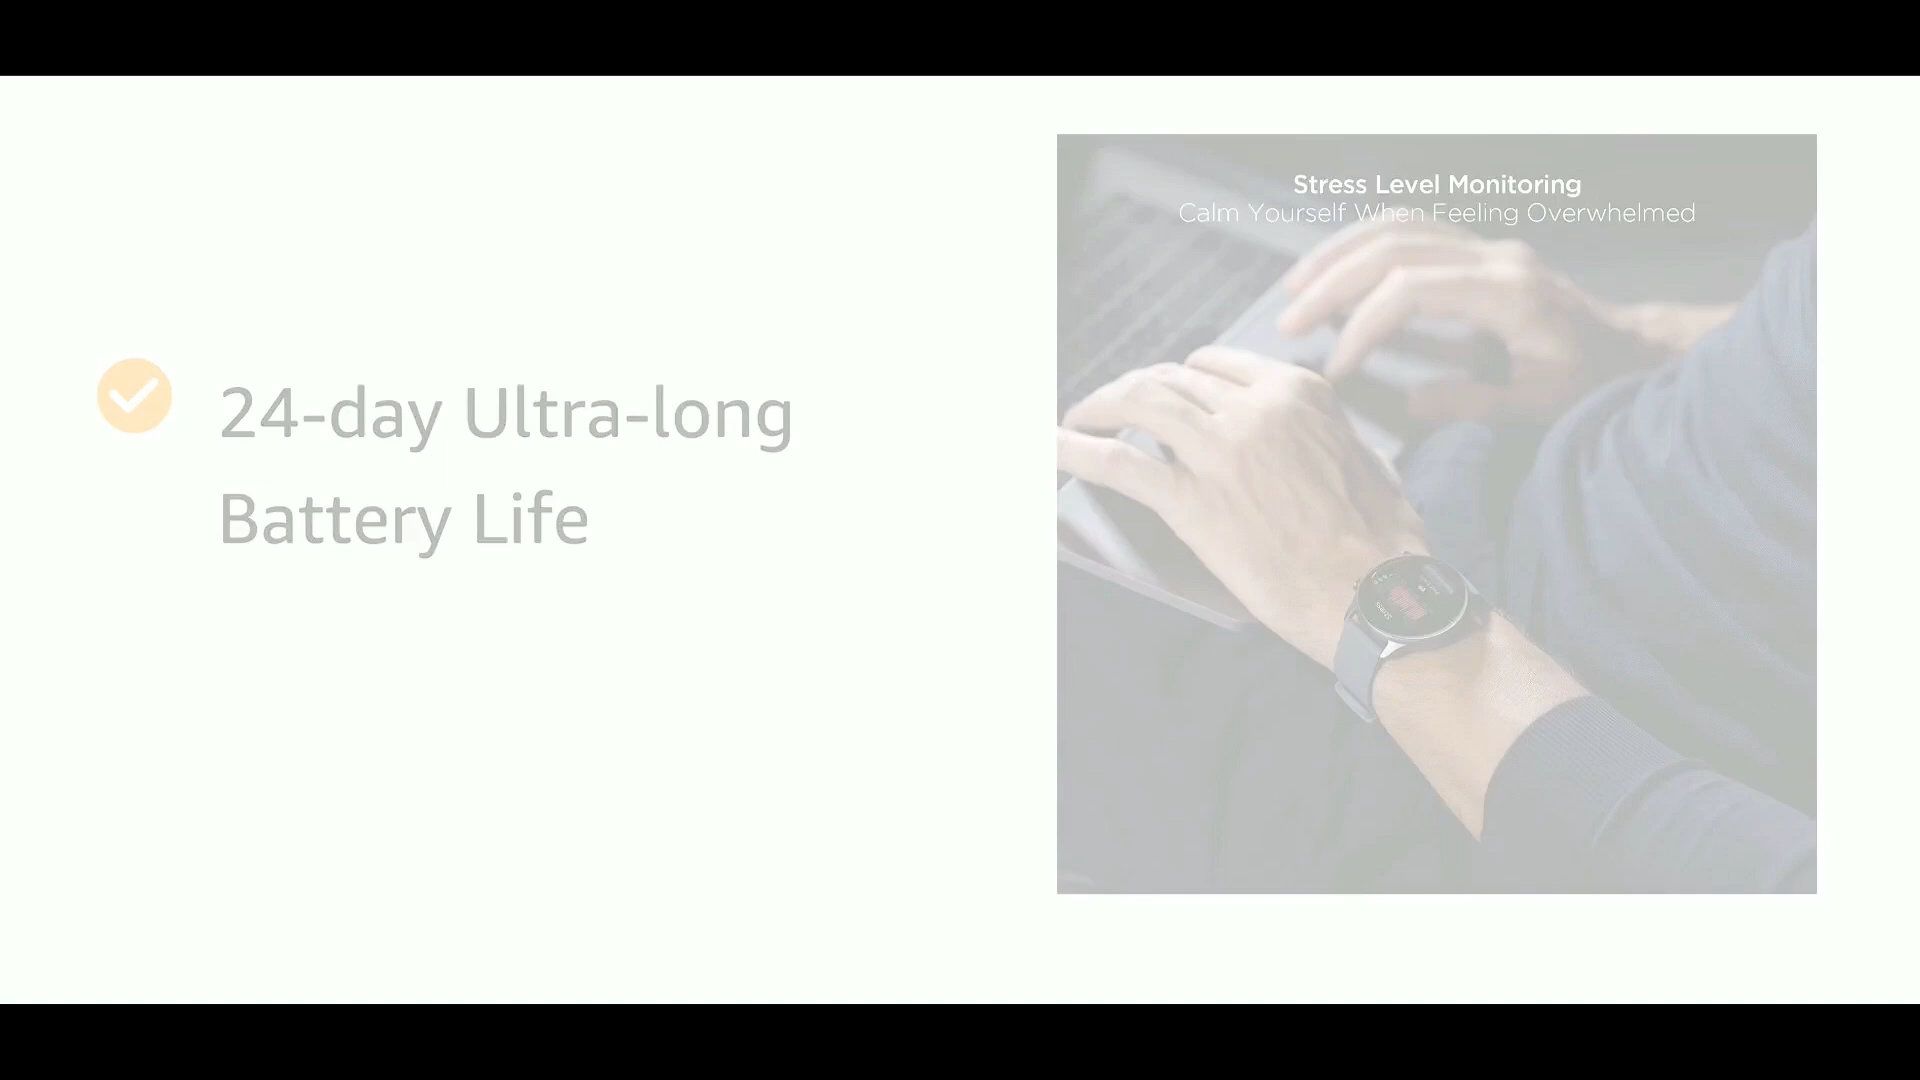 24-day Ultra-long
Battery Life
Stress Level Monitoring
Calm Yourself When Feeling Overwhelmed